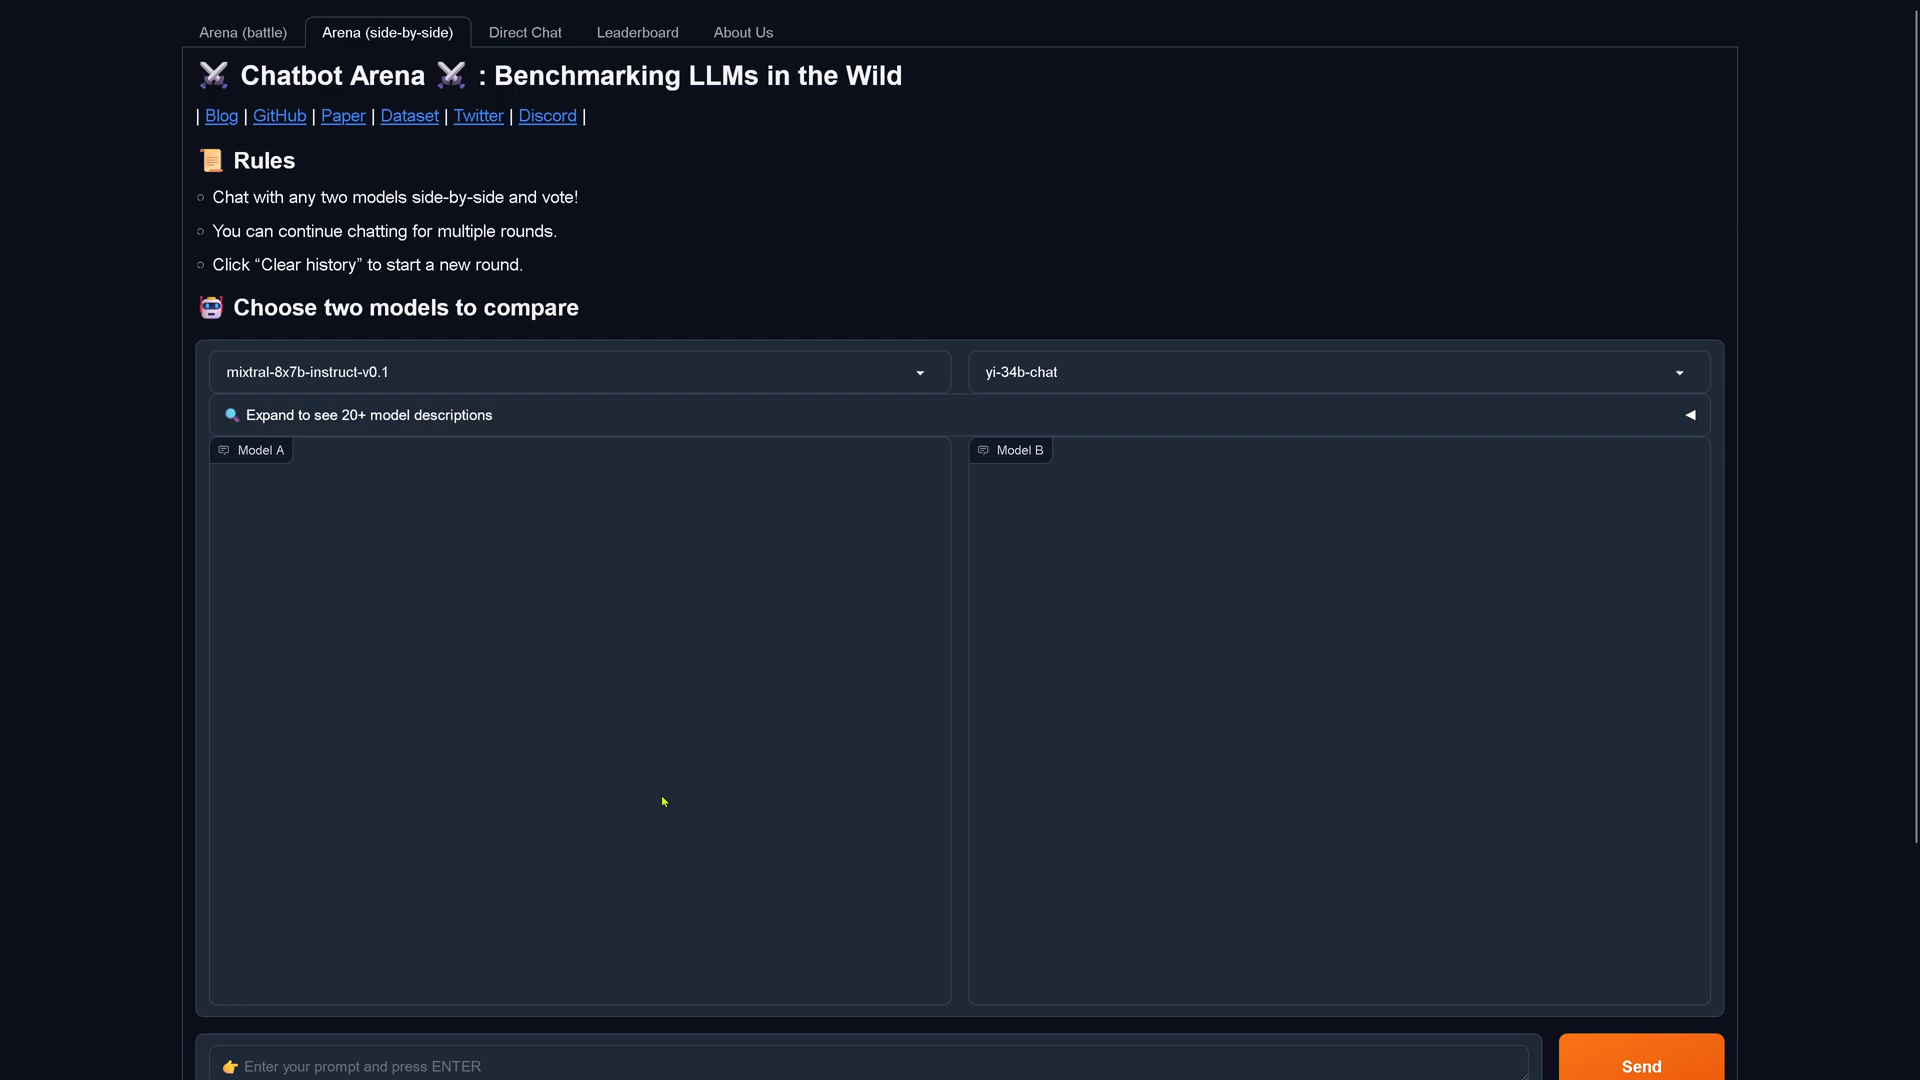 Arena (battle)
Arena (side-by-side)
Direct Chat
Leaderboard
About Us
Chatbot Arena : Benchmarking LLMs in the Wild
| Blog | GitHub | Paper | Dataset | Twitter | Discord |
Rules
Chat with any two models side-by-side and vote!
You can continue chatting for multiple rounds.
Click “Clear history” to start a new round.
Choose two models to compare
mixtral-8x7b-instruct-v0.1
yi-34b-chat
Expand to see 20+ model descriptions
Model A
Model B
Enter your prompt and press ENTER
Send